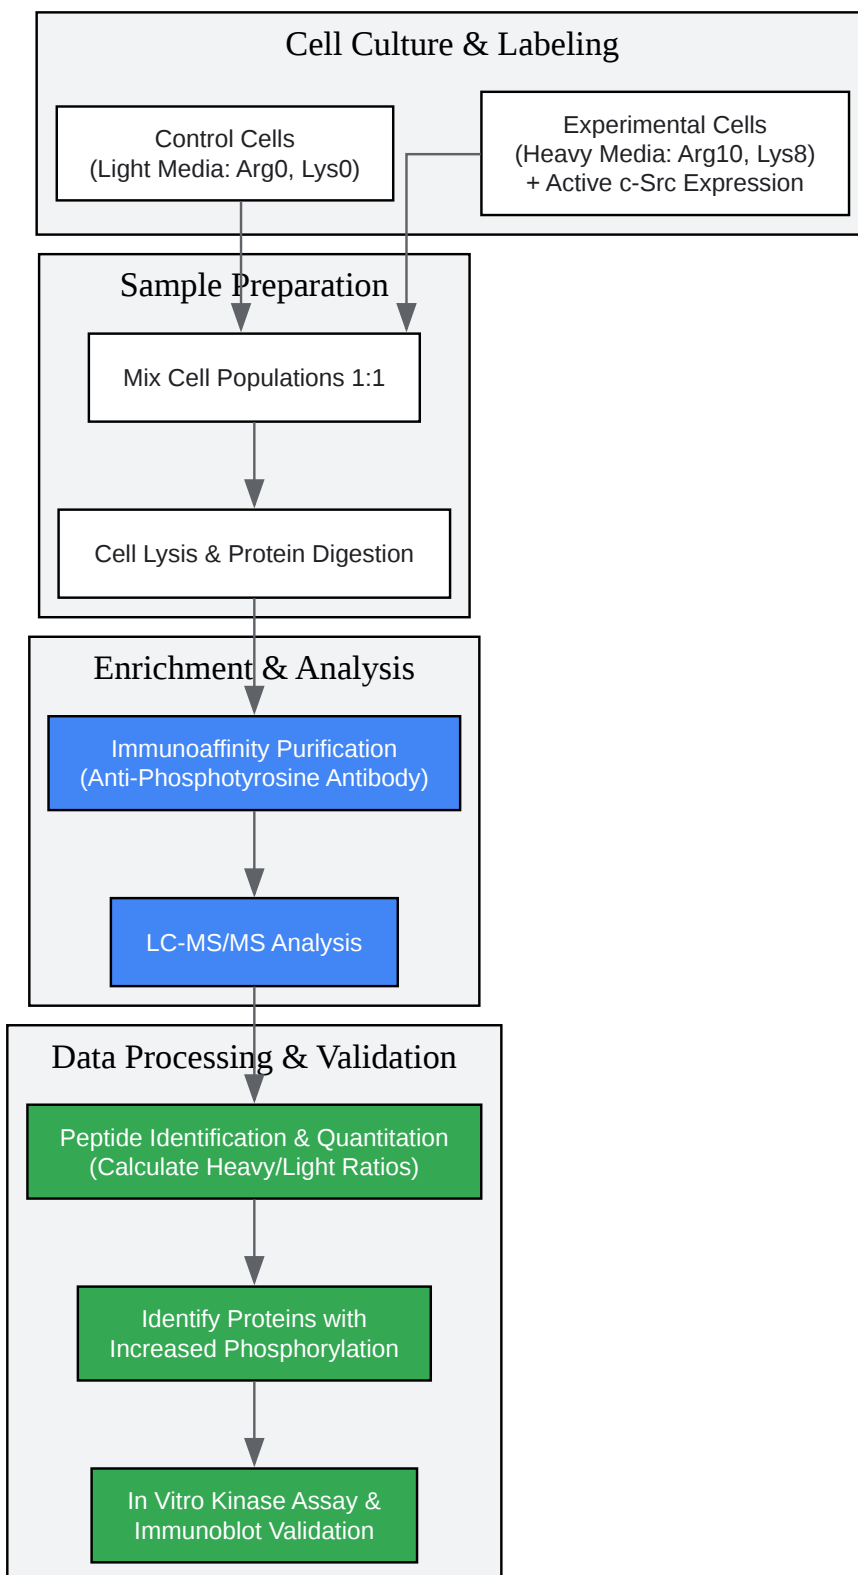 Cell Culture & Labeling
Control Cells
(Light Media: Arg0, Lys0)
Experimental Cells
(Heavy Media: Arg10, Lys8)
+ Active c-Src Expression
Sample Preparation
Mix Cell Populations 1:1
Cell Lysis & Protein Digestion
Enrichment & Analysis
Immunoaffinity Purification
(Anti-Phosphotyrosine Antibody)
LC-MS/MS Analysis
Data Processing & Validation
Peptide Identification & Quantitation
(Calculate Heavy/Light Ratios)
Identify Proteins with
Increased Phosphorylation
In Vitro Kinase Assay &
Immunoblot Validation